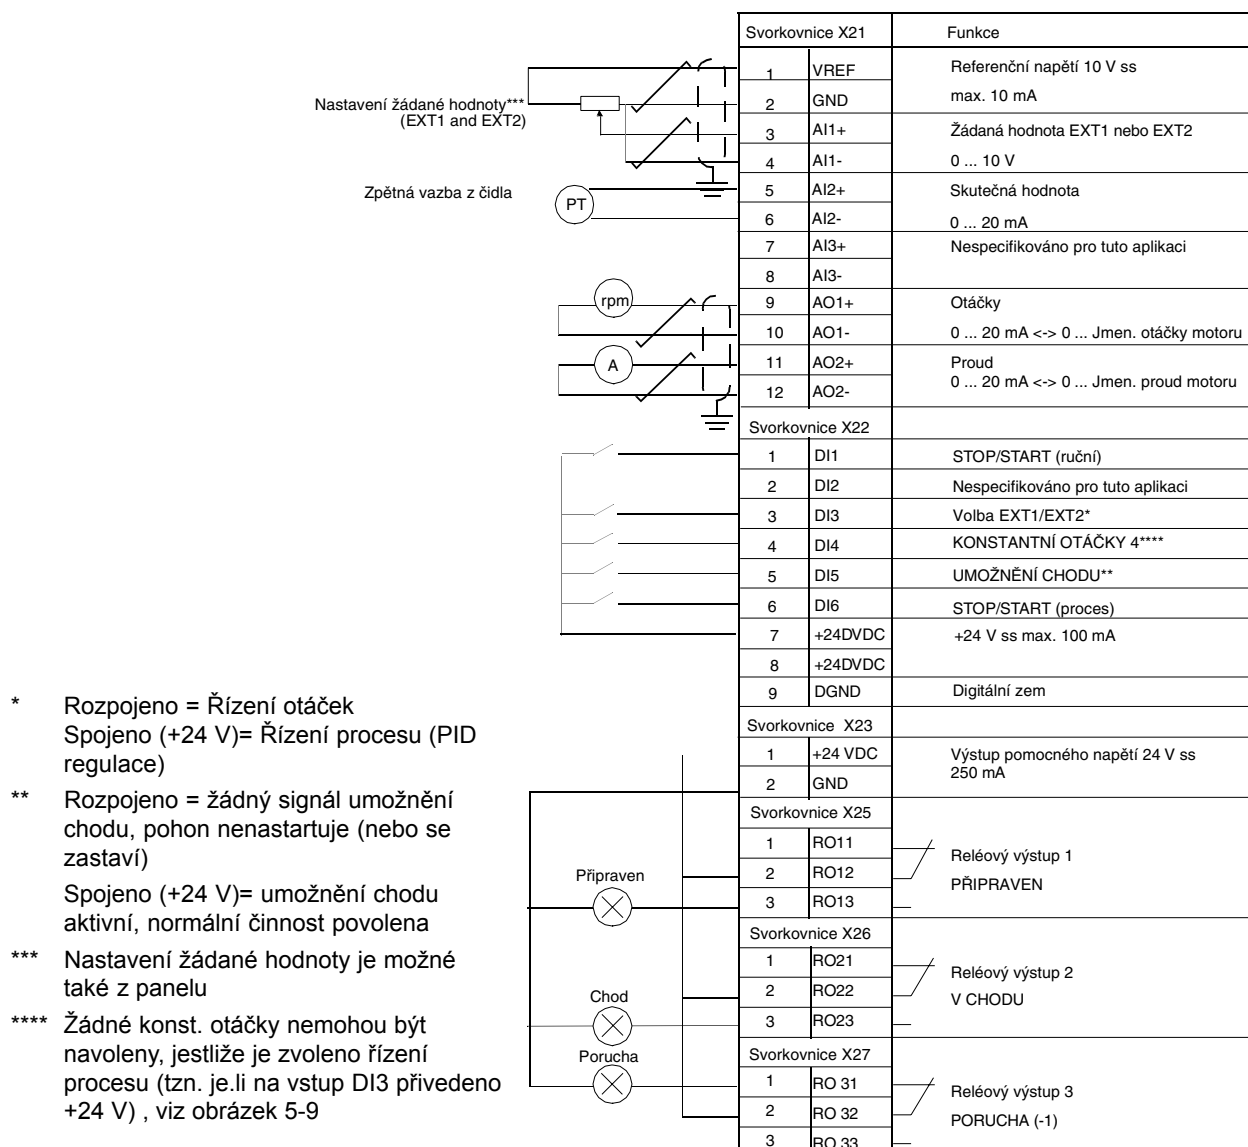 Svorkovnice X21 Funkce
1 VREF Referenční napětí 10 V ss
2 GND max. 10 mA
Nastavení žádané hodnoty***
(EXT1 and EXT2)
3 AI1+ Žádaná hodnota EXT1 nebo EXT2
4 AI1- 0 ... 10 V
Zpětná vazba z čidla
PT
5 AI2+ Skutečná hodnota
6 AI2- 0 ... 20 mA
7 AI3+ Nespecifikováno pro tuto aplikaci
8 AI3-
rpm
9 AO1+ Otáčky
10 AO1- 0 ... 20 mA <-> 0 ... Jmen. otáčky motoru
A
11 AO2+ Proud
12 AO2- 0 ... 20 mA <-> 0 ... Jmen. proud motoru
Svorkovnice X22
1 DI1 STOP/START (ruční)
2 DI2 Nespecifikováno pro tuto aplikaci
3 DI3 Volba EXT1/EXT2*
4 DI4 KONSTANTNÍ OTÁČKY 4****
5 DI5 UMOŽNĚNÍ CHODU**
6 DI6 STOP/START (proces)
7 +24DVDC +24 V ss max. 100 mA
8 +24DVDC
9 DGND Digitální zem
Svorkovnice X23
1 +24 VDC Výstup pomocného napětí 24 V ss
2 GND 250 mA
Svorkovnice X25
1 RO11 Reléový výstup 1
2 RO12 PŘIPRAVEN
3 RO13
Připraven
Svorkovnice X26
1 RO21 Reléový výstup 2
2 RO22 V CHODU
3 RO23
Chod
Svorkovnice X27
Porucha
1 RO 31 Reléový výstup 3
2 RO 32 PORUCHA (-1)
3 RO 33
* Rozpojeno = Řízení otáček
Spojeno (+24 V)= Řízení procesu (PID
regulace)
** Rozpojeno = žádný signál umožnění
chodu, pohon nenastartuje (nebo se
zastaví)
Spojeno (+24 V)= umožnění chodu
aktivní, normální činnost povolena
*** Nastavení žádané hodnoty je možné
také z panelu
**** Žádné konst. otáčky nemohou být
navoleny, jestliže je zvoleno řízení
procesu (tzn. je.li na vstup DI3 přivedeno
+24 V) , viz obrázek 5-9